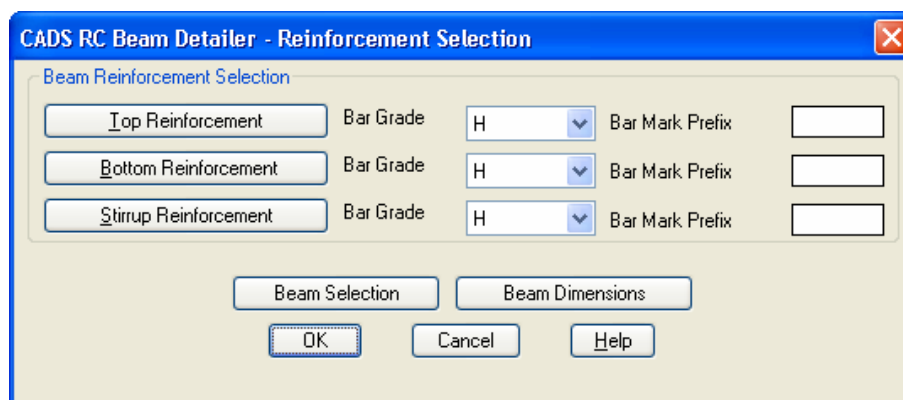 CADS RC Beam Detailer - Reinforcement Selection
Beam Reinforcement Selection
Top Reinforcement Bar Grade H Bar Mark Prefix
Bottom Reinforcement Bar Grade H Bar Mark Prefix
Stirrup Reinforcement Bar Grade H Bar Mark Prefix
Beam Selection Beam Dimensions
OK Cancel Help